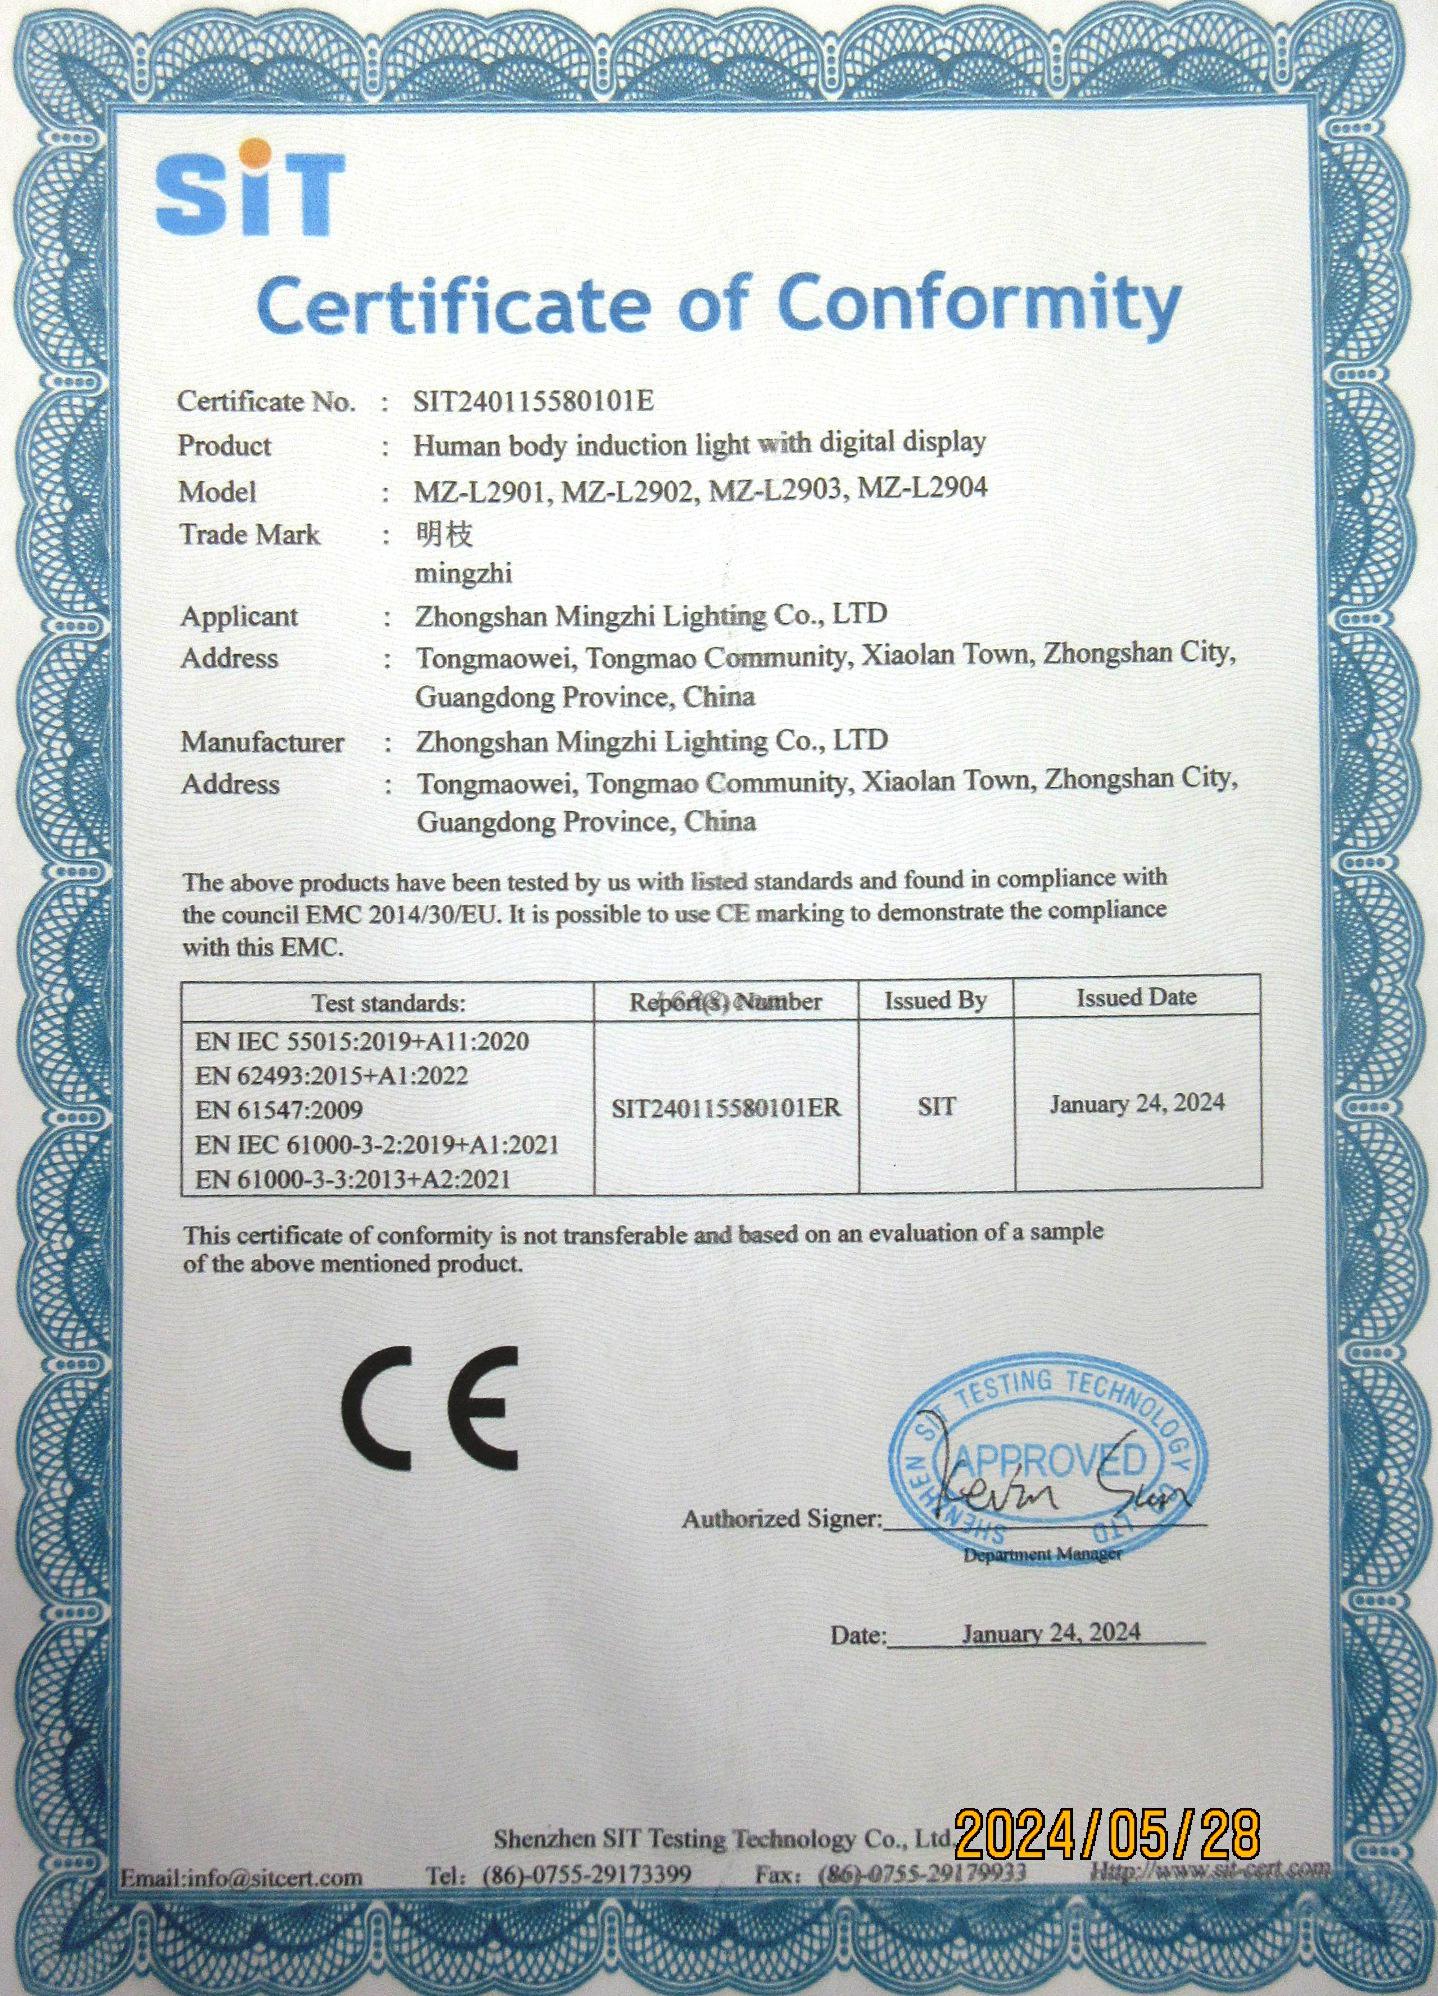 SiT
Certificate of Conformity
Certificate No. : SIT240115580101E
Product : Human body induction light with digital display
Model : MZ-L2901, MZ-L2902, MZ-L2903, MZ-L2904
Trade Mark : 明枝
mingzhi
Applicant : Zhongshan Mingzhi Lighting Co., LTD
Address : Tongmaowei, Tongmao Community, Xiaolan Town, Zhongshan City,
Guangdong Province, China
Manufacturer : Zhongshan Mingzhi Lighting Co., LTD
Address : Tongmaowei, Tongmao Community, Xiaolan Town, Zhongshan City,
Guangdong Province, China
The above products have been tested by us with listed standards and found in compliance with
the council EMC 2014/30/EU. It is possible to use CE marking to demonstrate the compliance
with this EMC.
Test standards: Report(s) Number Issued By Issued Date
EN IEC 55015:2019+A11:2020
EN 62493:2015+A1:2022
EN 61547:2009 SIT240115580101ER SIT January 24, 2024
EN IEC 61000-3-2:2019+A1:2021
EN 61000-3-3:2013+A2:2021
This certificate of conformity is not transferable and based on an evaluation of a sample
of the above mentioned product.
CE
SHENZHEN SIT TESTING TECHNOLOGY CO. LTD
APPROVED
Kevin Sun
Authorized Signer:
Department Manager
Date: January 24, 2024
Shenzhen SIT Testing Technology Co., Ltd.
2024/05/28
Email:info@sitcert.com Tel: (86)-0755-29173399 Fax: (86)-0755-29179933 Http://www.sit-cert.com